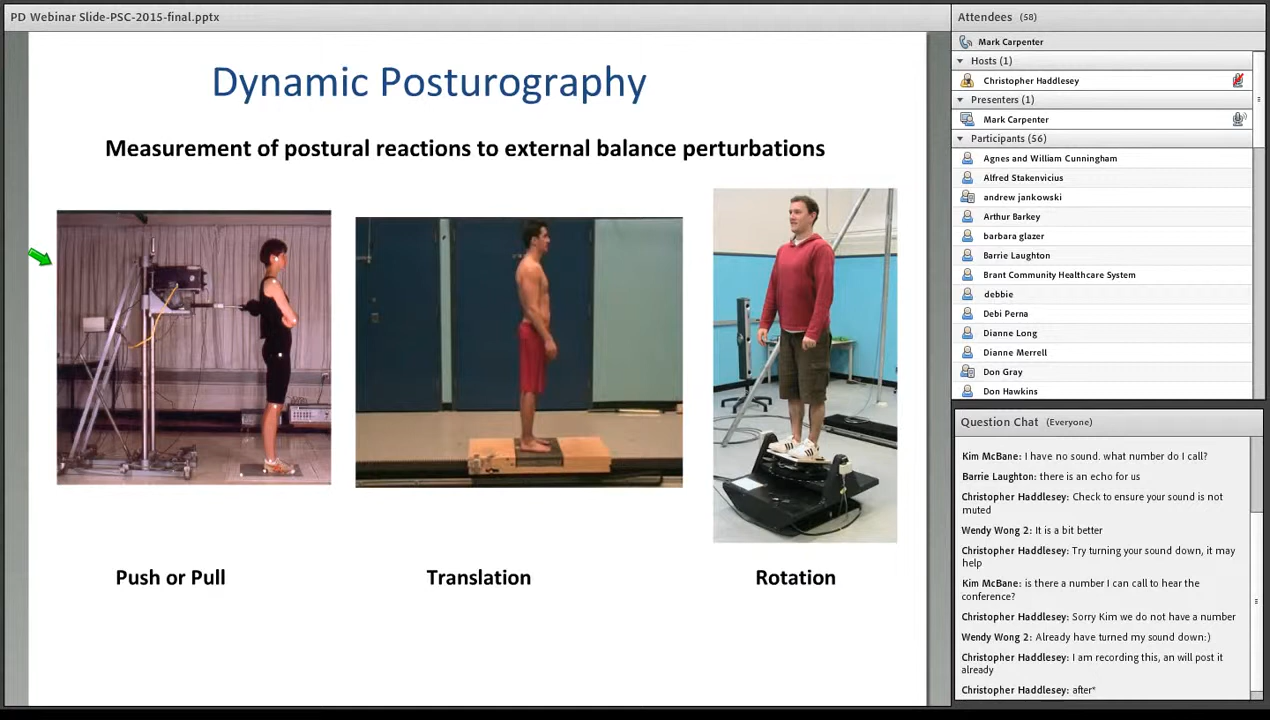 PD Webinar Slide-PSC-2015-final.pptx
Dynamic Posturography
Measurement of postural reactions to external balance perturbations
Push or Pull
Translation
Rotation
Attendees (58)
Mark Carpenter
Hosts (1)
Christopher Haddlesey
Presenters (1)
Mark Carpenter
Participants (56)
Agnes and William Cunningham
Alfred Stakenvicius
andrew jankowski
Arthur Barkey
barbara glazer
Barrie Laughton
Brant Community Healthcare System
debbie
Debi Perna
Dianne Long
Dianne Merrell
Don Gray
Don Hawkins
Question Chat (Everyone)
Kim McBane: I have no sound. what number do I call?
Barrie Laughton: there is an echo for us
Christopher Haddlesey: Check to ensure your sound is not
muted
Wendy Wong 2: It is a bit better
Christopher Haddlesey: Try turning your sound down, it may
help
Kim McBane: is there a number I can call to hear the
conference?
Christopher Haddlesey: Sorry Kim we do not have a number
Wendy Wong 2: Already have turned my sound down:)
Christopher Haddlesey: I am recording this, an will post it
already
Christopher Haddlesey: after*